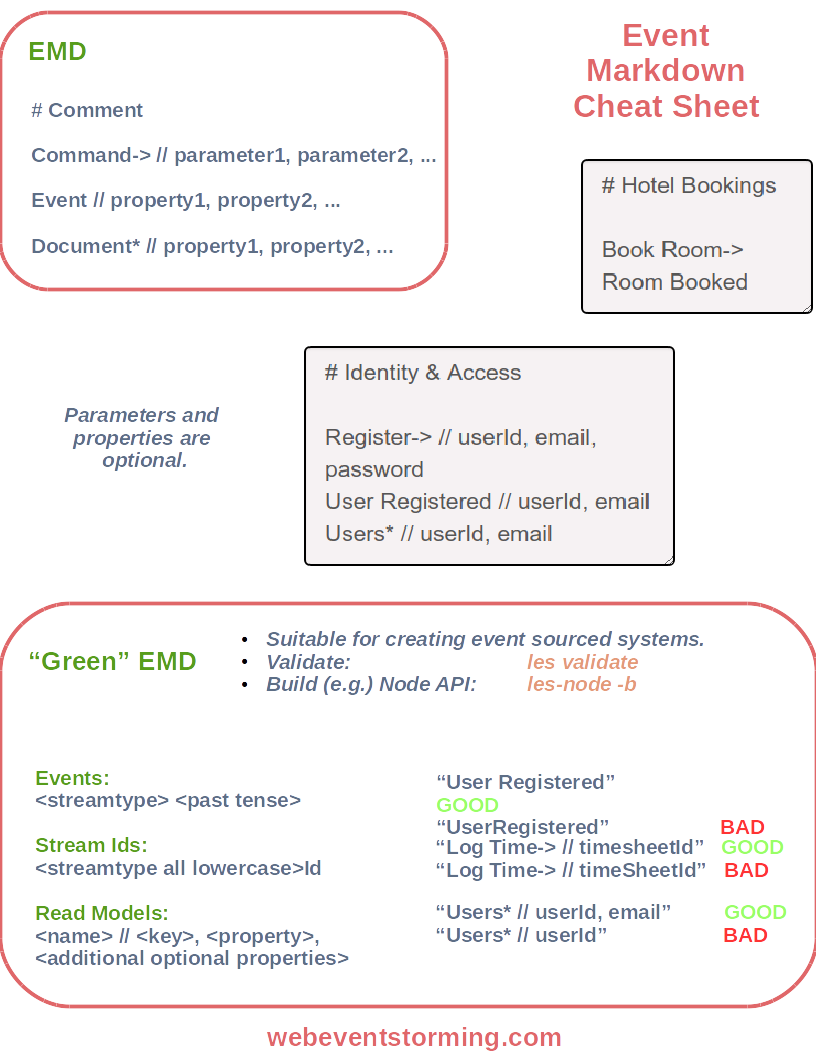 Event
Markdown
Cheat Sheet
EMD
# Comment
Command-> // parameter1, parameter2, ...
Event // property1, property2, ...
Document* // property1, property2, ...
# Hotel Bookings
Book Room->
Room Booked
Parameters and
properties are
optional.
# Identity & Access
Register-> // userId, email,
password
User Registered // userId, email
Users* // userId, email
“Green” EMD
• Suitable for creating event sourced systems.
• Validate: les validate
• Build (e.g.) Node API: les-node -b
Events:
<streamtype> <past tense>
“User Registered”
GOOD
“UserRegistered” BAD
Stream Ids:
<streamtype all lowercase>Id
“Log Time-> // timesheetId” GOOD
“Log Time-> // timeSheetId” BAD
Read Models:
<name> // <key>, <property>,
<additional optional properties>
“Users* // userId, email” GOOD
“Users* // userId” BAD
webeventstorming.com